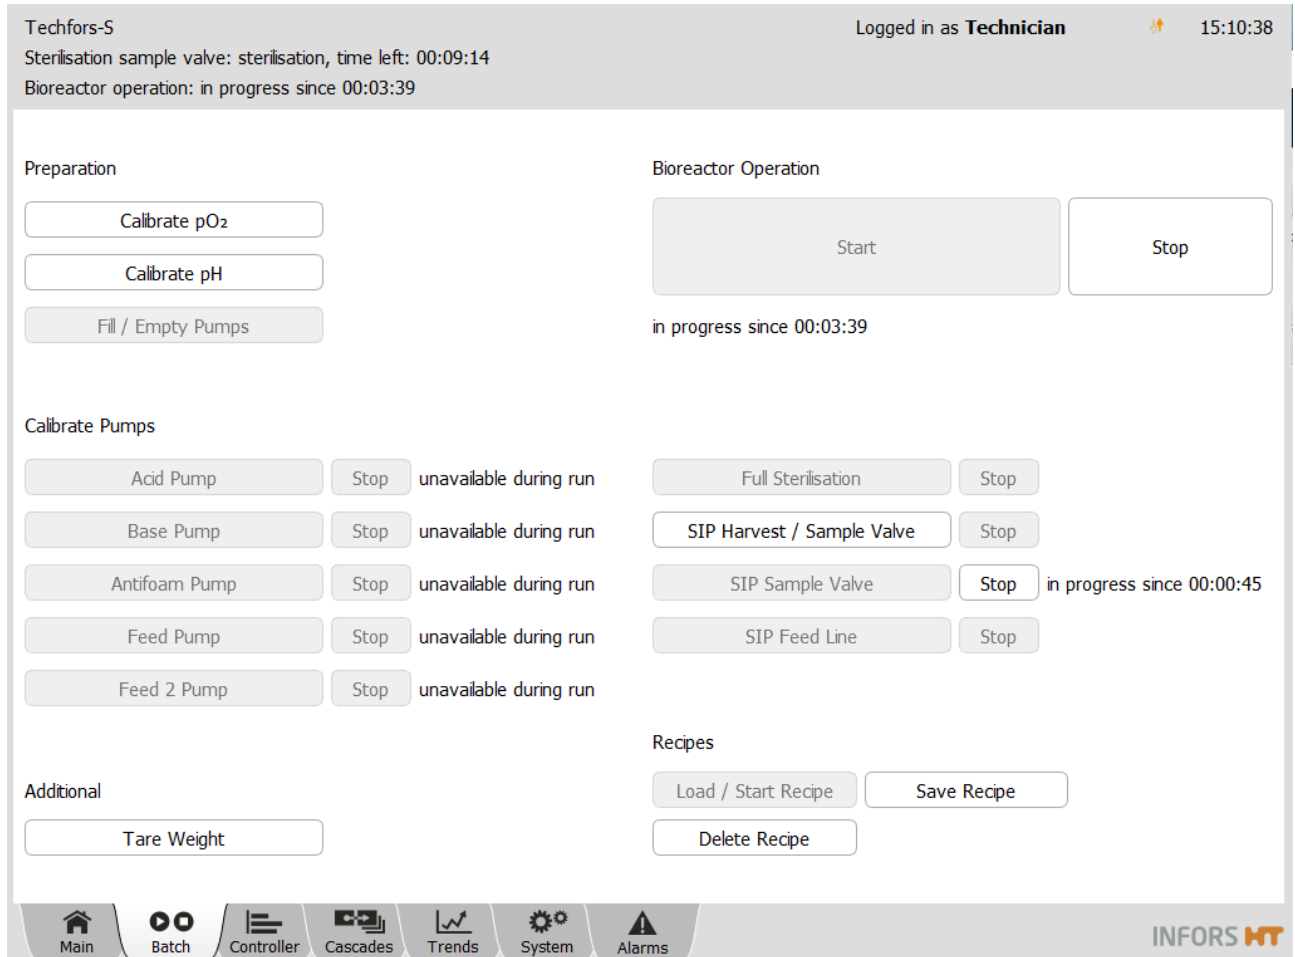 Techfors-S
Logged in as Technician
15:10:38
Sterilisation sample valve: sterilisation, time left: 00:09:14
Bioreactor operation: in progress since 00:03:39
Preparation
Calibrate pO₂
Calibrate pH
Fill / Empty Pumps
Bioreactor Operation
Start
Stop
in progress since 00:03:39
Calibrate Pumps
Acid Pump Stop unavailable during run
Base Pump Stop unavailable during run
Antifoam Pump Stop unavailable during run
Feed Pump Stop unavailable during run
Feed 2 Pump Stop unavailable during run
Full Sterilisation Stop
SIP Harvest / Sample Valve Stop
SIP Sample Valve Stop in progress since 00:00:45
SIP Feed Line Stop
Additional
Tare Weight
Recipes
Load / Start Recipe Save Recipe
Delete Recipe
Main Batch Controller Cascades Trends System Alarms
INFORS HT